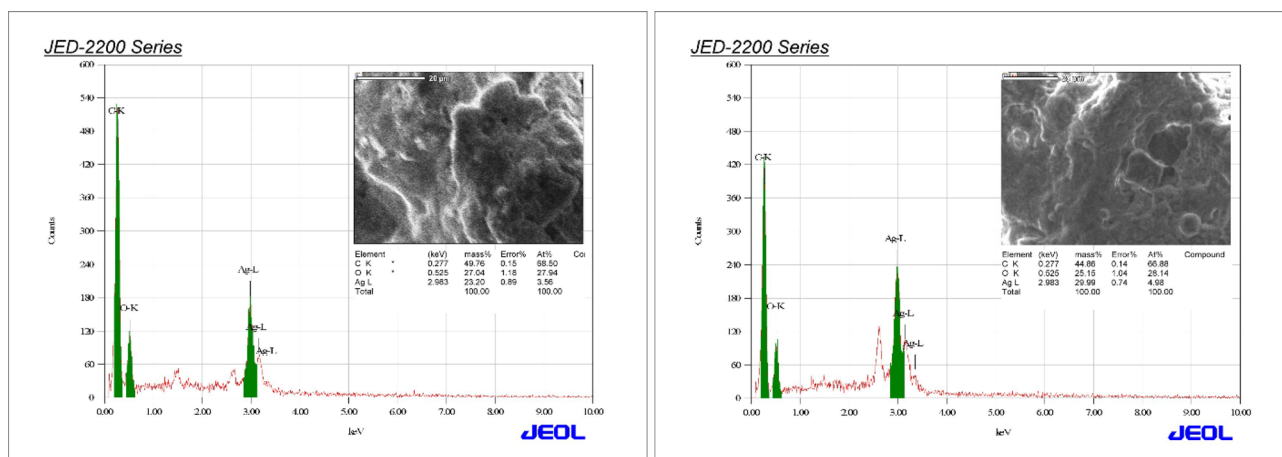 JED-2200 Series
600
540
480
420
360
300
240
180
120
60
0
Counts
C-K
O-K
Ag-L
Ag-L
Ag-L
20 μm
Element (keV) mass% Error% At% Coi
C K * 0.277 49.76 0.15 68.50
O K * 0.525 27.04 1.18 27.94
Ag L 2.983 23.20 0.89 3.56
Total 100.00 100.00
0.00 1.00 2.00 3.00 4.00 5.00 6.00 7.00 8.00 9.00 10.00
keV
JEOL
JED-2200 Series
600
540
480
420
360
300
240
180
120
60
0
Counts
C-K
O-K
Ag-L
Ag-L
Ag-L
Element (keV) mass% Error% At% Compound
C K 0.277 44.86 0.14 66.88
O K 0.525 25.15 1.04 28.14
Ag L 2.983 29.99 0.74 4.98
Total 100.00 100.00
0.00 1.00 2.00 3.00 4.00 5.00 6.00 7.00 8.00 9.00 10.00
keV
JEOL